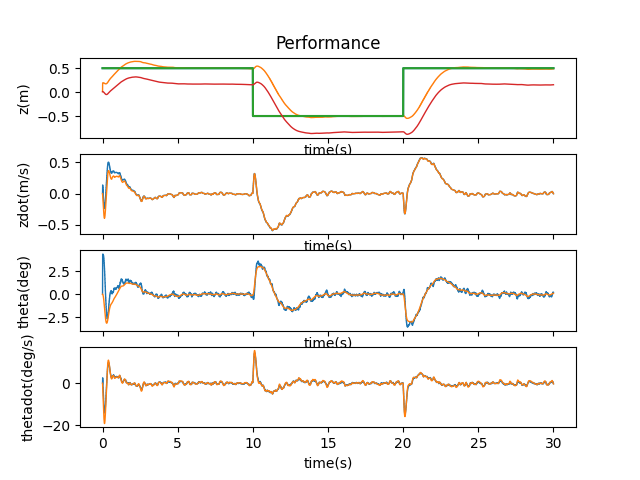 Performance
z(m)
0.5
0.0
−0.5
time(s)
zdot(m/s)
0.5
0.0
−0.5
time(s)
theta(deg)
2.5
0.0
−2.5
time(s)
thetadot(deg/s)
0
−20
0 5 10 15 20 25 30
time(s)